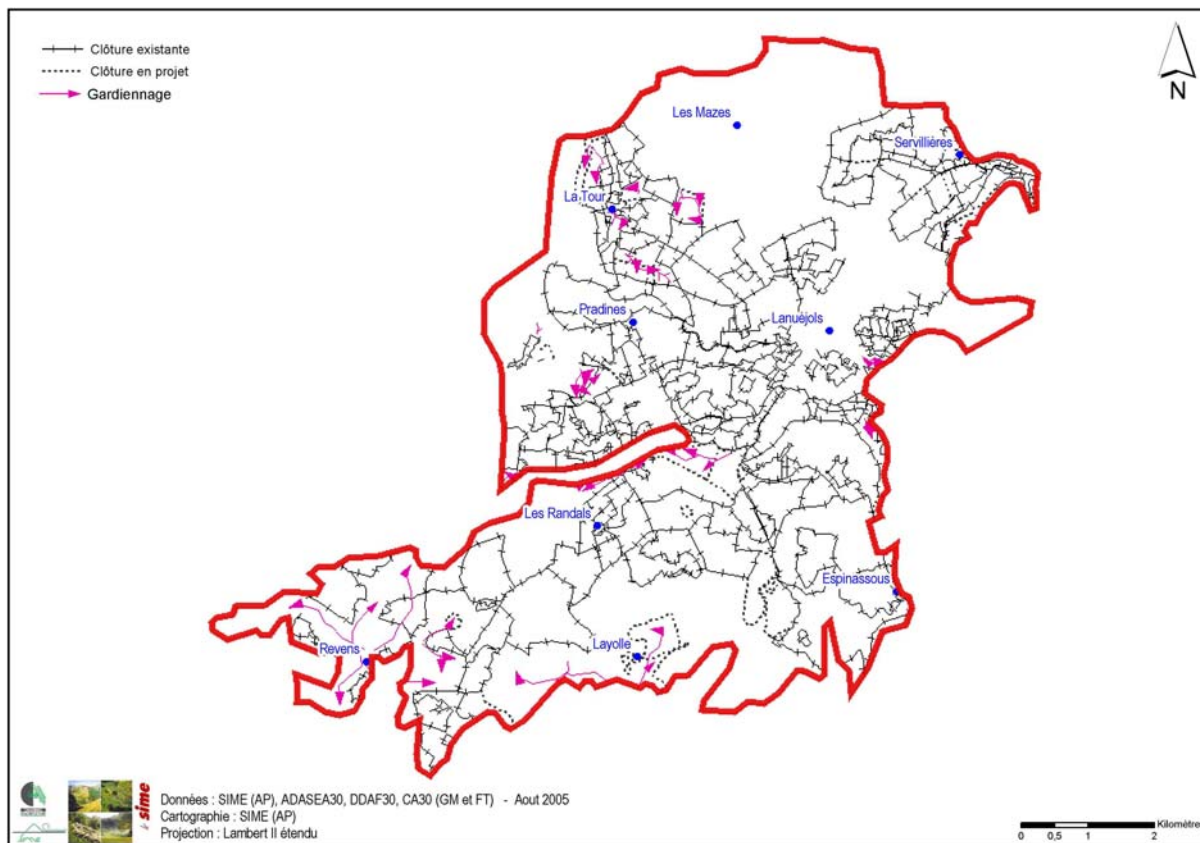 Clôture existante
Clôture en projet
Gardiennage
N
Les Mazes
Servillières
La Tour
Pradines
Lanuéjols
Les Randals
Espinassous
Layolle
Revens
sime
Données : SIME (AP), ADASEA30, DDAF30, CA30 (GM et FT) - Aout 2005
Cartographie : SIME (AP)
Projection : Lambert II étendu
Kilomètre
0 0,5 1 2